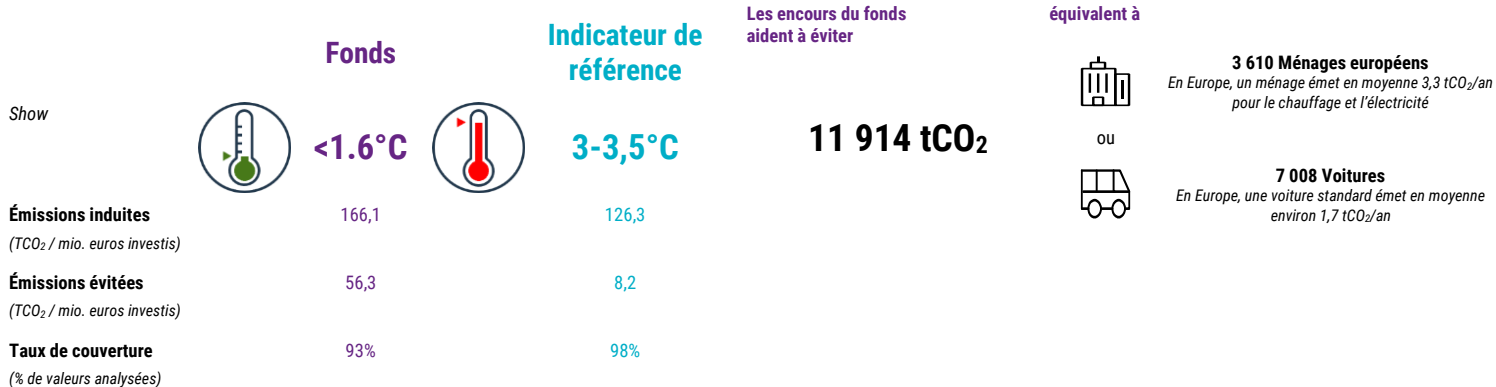 Fonds
Indicateur de
référence
Show
<1.6°C
3-3,5°C
Émissions induites
166,1
126,3
(TCO₂ / mio. euros investis)
Émissions évitées
56,3
8,2
(TCO₂ / mio. euros investis)
Taux de couverture
93%
98%
(% de valeurs analysées)
Les encours du fonds
aident à éviter
11 914 tCO₂
équivalent à
3 610 Ménages européens
En Europe, un ménage émet en moyenne 3,3 tCO₂/an
pour le chauffage et l'électricité
ou
7 008 Voitures
En Europe, une voiture standard émet en moyenne
environ 1,7 tCO₂/an